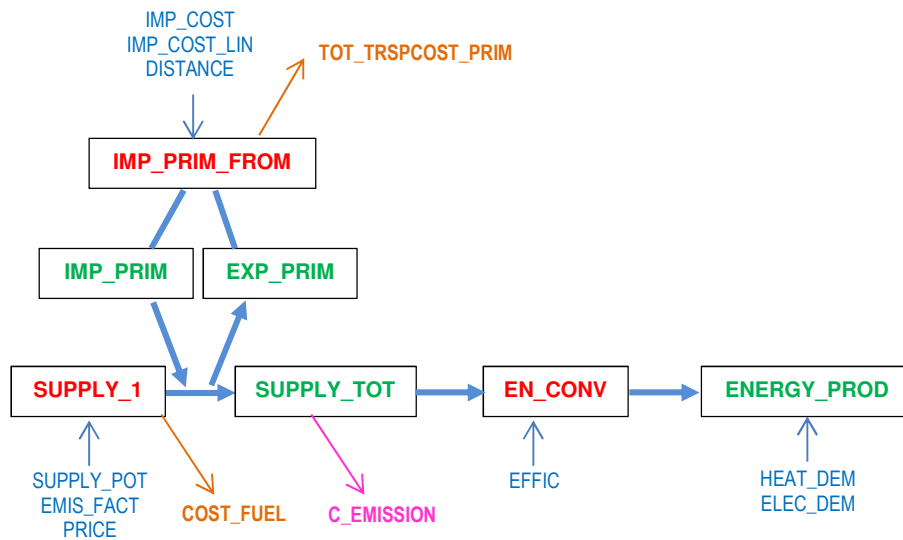 IMP_COST
IMP_COST_LIN
DISTANCE
TOT_TRSPCOST_PRIM
IMP_PRIM_FROM
IMP_PRIM
EXP_PRIM
SUPPLY_1
SUPPLY_TOT
EN_CONV
ENERGY_PROD
SUPPLY_POT
EMIS_FACT
PRICE
COST_FUEL
C_EMISSION
EFFIC
HEAT_DEM
ELEC_DEM